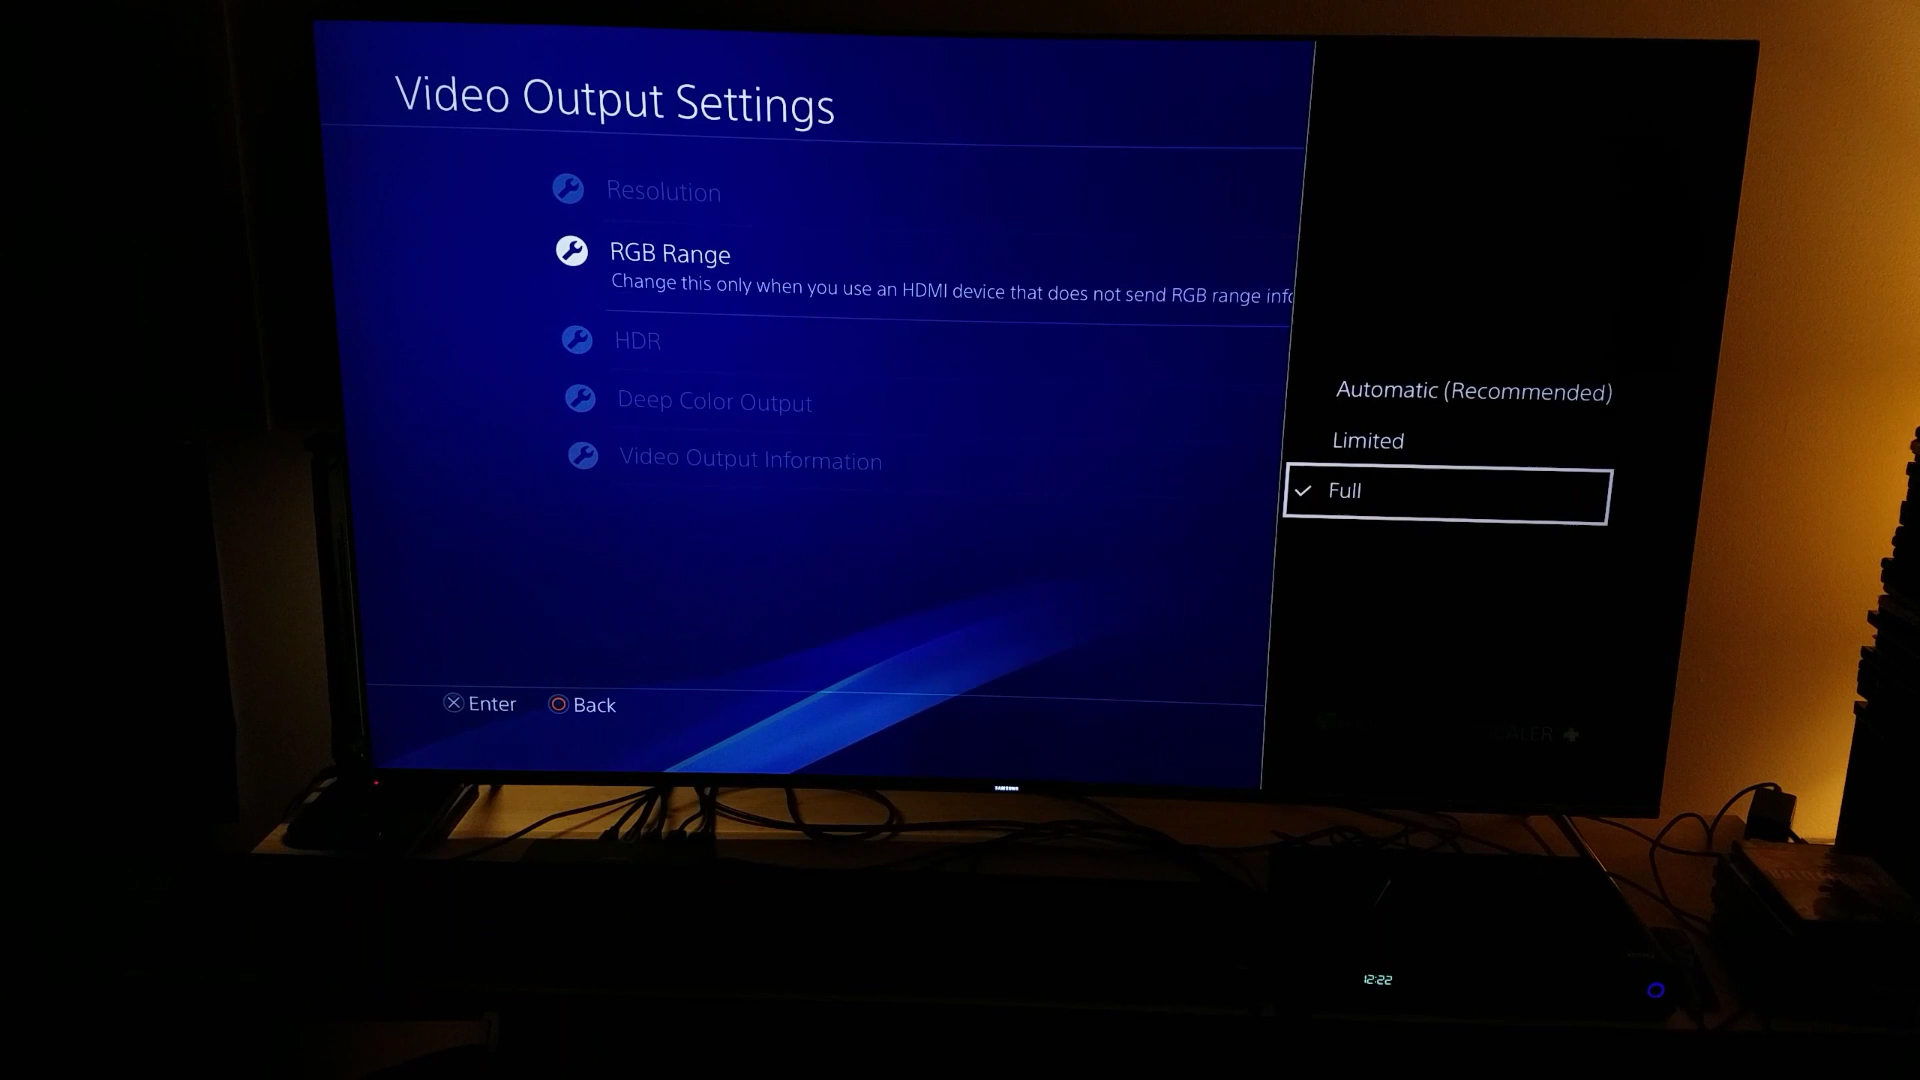 Video Output Settings
Resolution
RGB Range
Change this only when you use an HDMI device that does not send RGB range info
HDR
Deep Color Output
Video Output Information
Automatic (Recommended)
Limited
Full
Enter
Back
SAMSUNG
12:22